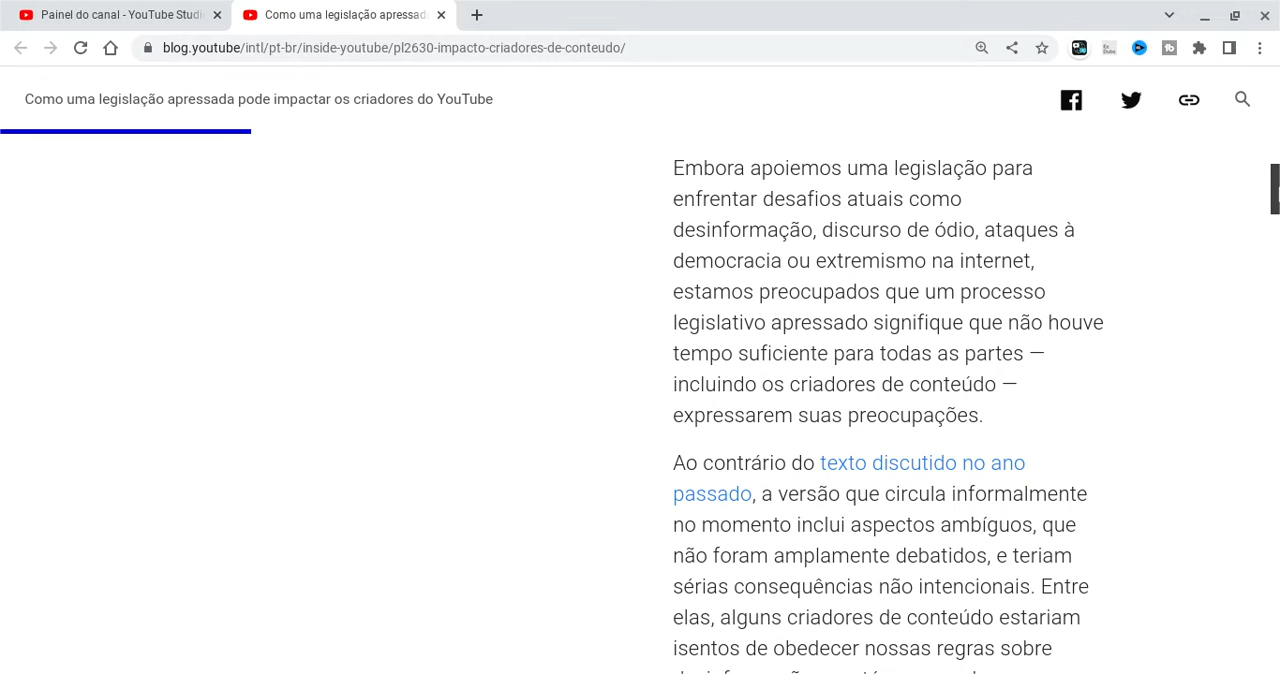 Painel do canal - YouTube Studi
Como uma legislação apressad
blog.youtube/intl/pt-br/inside-youtube/pl2630-impacto-criadores-de-conteudo/
Como uma legislação apressada pode impactar os criadores do YouTube
Embora apoiemos uma legislação para
enfrentar desafios atuais como
desinformação, discurso de ódio, ataques à
democracia ou extremismo na internet,
estamos preocupados que um processo
legislativo apressado signifique que não houve
tempo suficiente para todas as partes —
incluindo os criadores de conteúdo —
expressarem suas preocupações.
Ao contrário do texto discutido no ano
passado, a versão que circula informalmente
no momento inclui aspectos ambíguos, que
não foram amplamente debatidos, e teriam
sérias consequências não intencionais. Entre
elas, alguns criadores de conteúdo estariam
isentos de obedecer nossas regras sobre